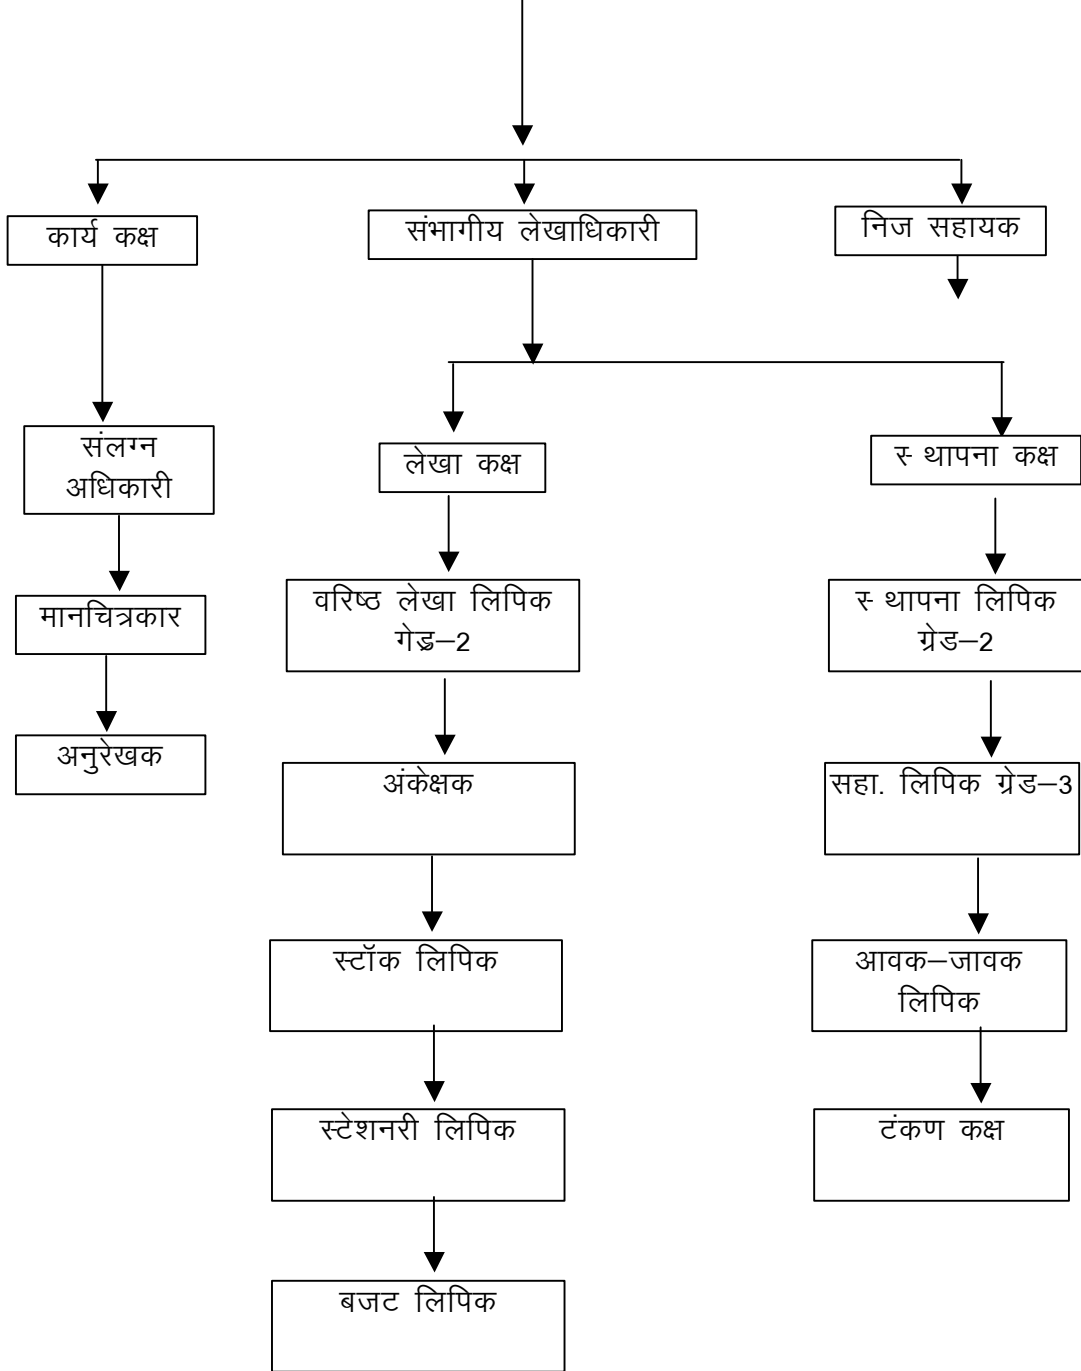 कार्य कक्ष
संभागीय लेखाधिकारी
निज सहायक
संलग्न
अधिकारी
लेखा कक्ष
स्थापना कक्ष
मानचित्रकार
वरिष्ठ लेखा लिपिक
गेड्र–2
स्थापना लिपिक
ग्रेड–2
अनुरेखक
अंकेक्षक
सहा. लिपिक ग्रेड–3
स्टॉक लिपिक
आवक–जावक
लिपिक
स्टेशनरी लिपिक
टंकण कक्ष
बजट लिपिक